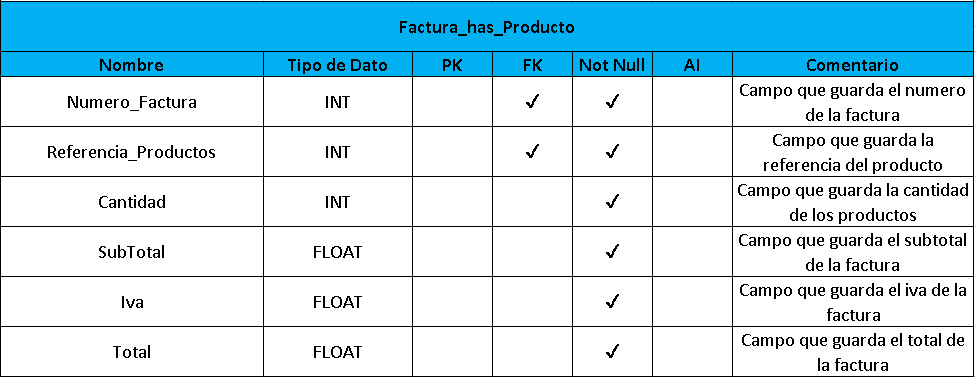 Factura_has_Producto
Nombre Tipo de Dato PK FK Not Null AI Comentario
Numero_Factura INT ✓ ✓ Campo que guarda el numero
de la factura
Referencia_Productos INT ✓ ✓ Campo que guarda la
referencia del producto
Cantidad INT ✓ Campo que guarda la cantidad
de los productos
SubTotal FLOAT ✓ Campo que guarda el subtotal
de la factura
Iva FLOAT ✓ Campo que guarda el iva de la
factura
Total FLOAT ✓ Campo que guarda el total de
la factura